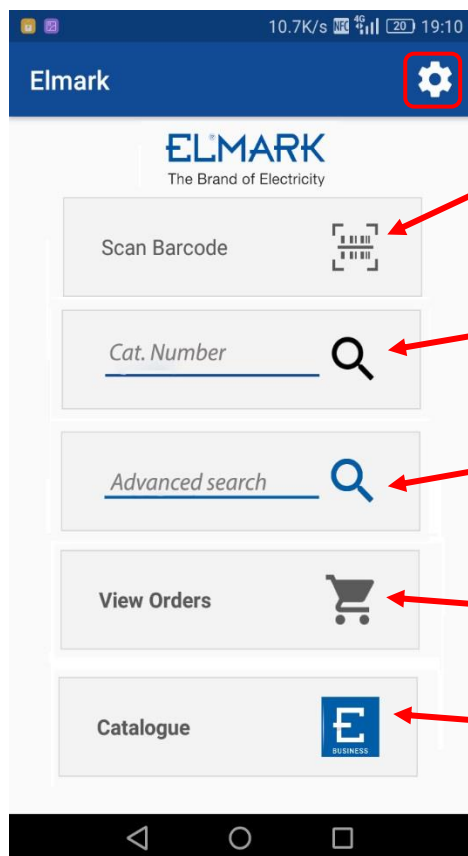 10.7K/s NFC 4G 20 19:10
Elmark
ELMARK
The Brand of Electricity
Scan Barcode
Cat. Number
Advanced search
View Orders
Catalogue
E
BUSINESS